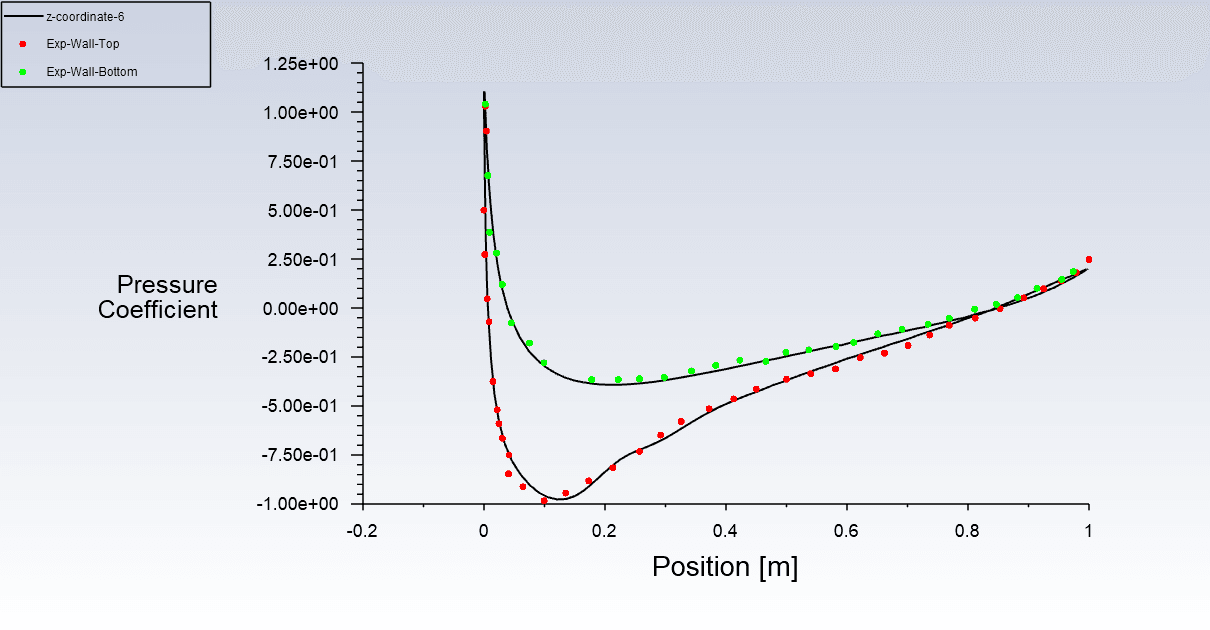 z-coordinate-6
Exp-Wall-Top
Exp-Wall-Bottom
1.25e+00
1.00e+00
7.50e-01
5.00e-01
2.50e-01
0.00e+00
-2.50e-01
-5.00e-01
-7.50e-01
-1.00e+00
Pressure
Coefficient
-0.2
0
0.2
0.4
0.6
0.8
1
Position [m]